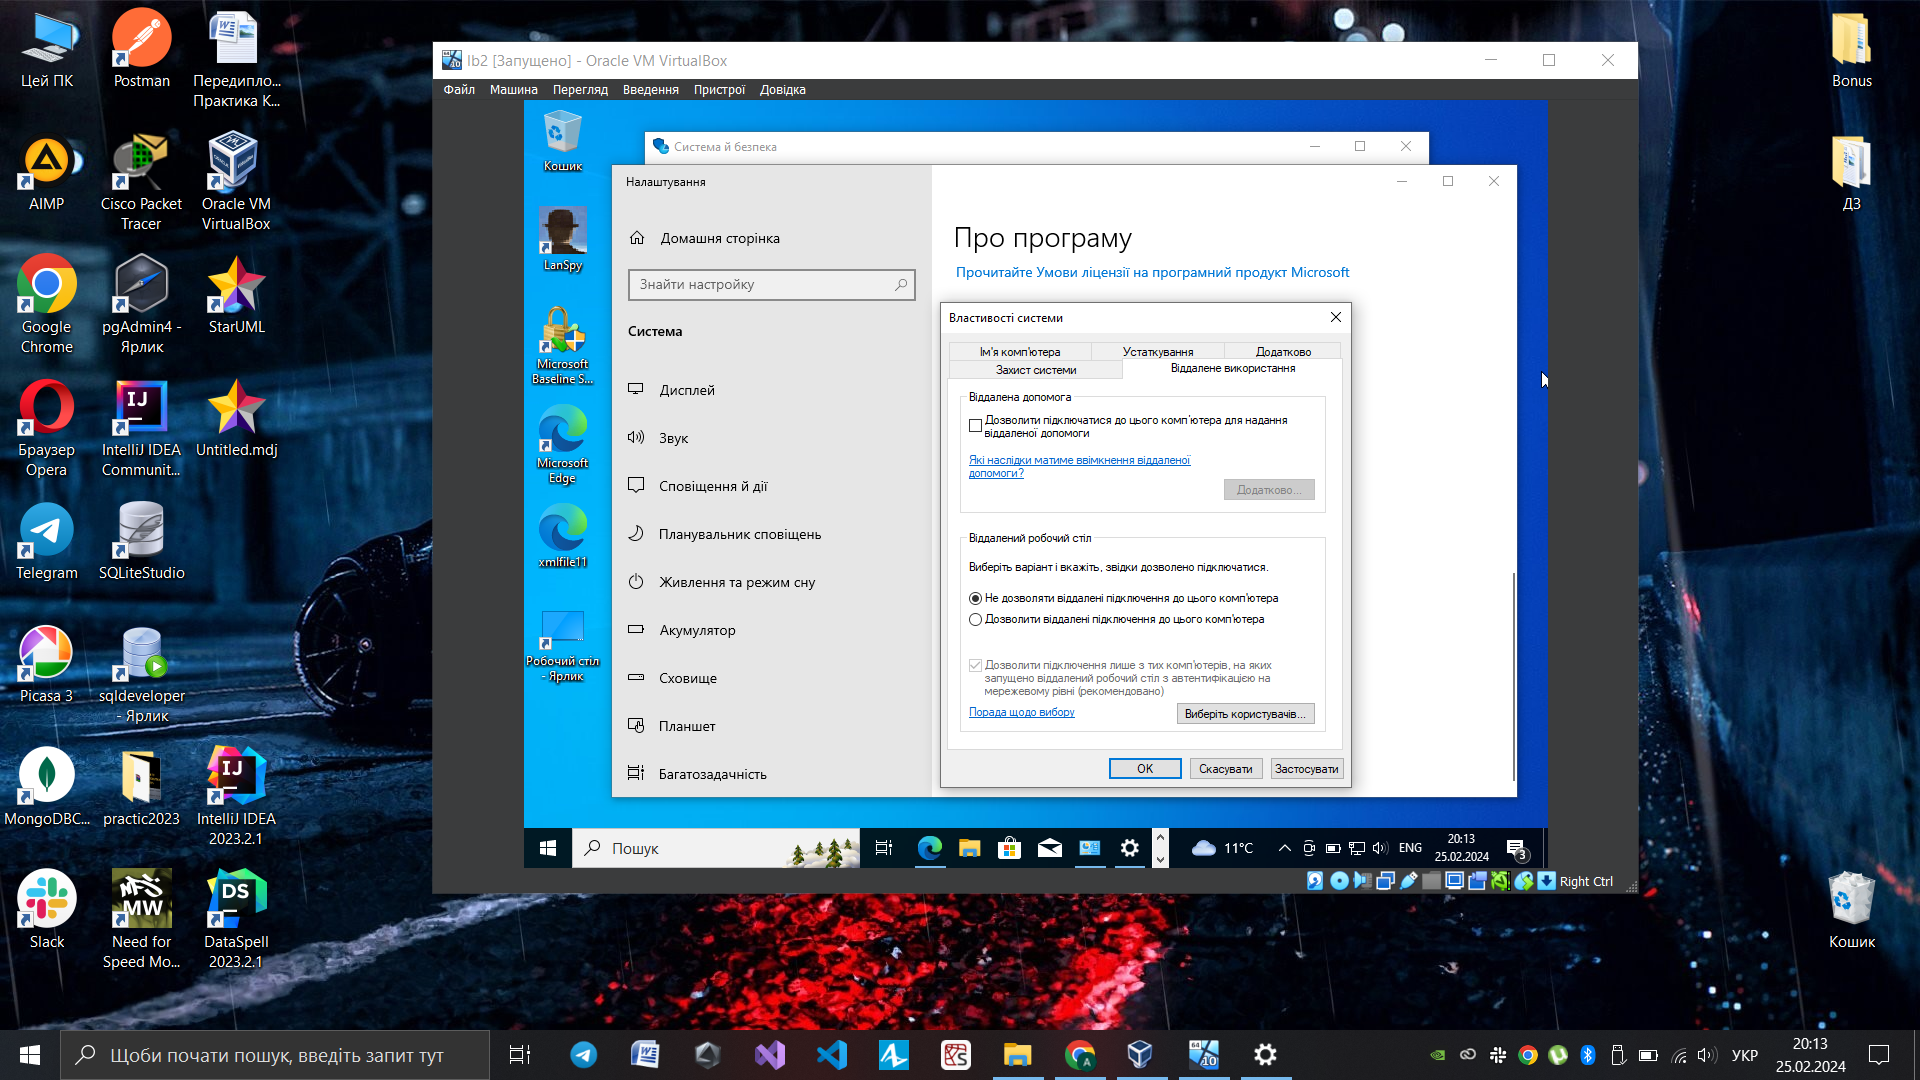 Цей ПК
Postman
Передипло...
Практика К...
AIMP
Cisco Packet
Tracer
Oracle VM
VirtualBox
Google
Chrome
pgAdmin4 -
Ярлик
StarUML
Браузер
Opera
IntelliJ IDEA
Communit...
Untitled.mdj
Telegram
SQLiteStudio
Picasa 3
sqldeveloper
- Ярлик
MongoDBC...
practic2023
IntelliJ IDEA
2023.2.1
Slack
Need for
Speed Mo...
DataSpell
2023.2.1
Bonus
ДЗ
Кошик
lb2 [Запущено] - Oracle VM VirtualBox
Файл Машина Перегляд Введення Пристрої Довідка
Кошик
LanSpy
Microsoft
Baseline S...
Microsoft
Edge
xmlfile11
Робочий стіл
- Ярлик
Система й безпека
Налаштування
Домашня сторінка
Знайти настройку
Система
Дисплей
Звук
Сповіщення й дії
Планувальник сповіщень
Живлення та режим сну
Акумулятор
Сховище
Планшет
Багатозадачність
Про програму
Прочитайте Умови ліцензії на програмний продукт Microsoft
Властивості системи
Ім'я комп'ютера Устаткування Додатково
Захист системи Віддалене використання
Віддалена допомога
Дозволити підключатися до цього комп'ютера для надання
віддаленої допомоги
Які наслідки матиме ввімкнення віддаленої
допомоги?
Додатково...
Віддалений робочий стіл
Виберіть варіант і вкажіть, звідки дозволено підключатися.
Не дозволяти віддалені підключення до цього комп'ютера
Дозволити віддалені підключення до цього комп'ютера
Дозволити підключення лише з тих комп'ютерів, на яких
запущено віддалений робочий стіл з автентифікацією на
мережевому рівні (рекомендовано)
Порада щодо вибору
Виберіть користувачів...
ОК Скасувати Застосувати
Пошук
11°C
ENG
20:13
25.02.2024
3
Right Ctrl
Щоби почати пошук, введіть запит тут
УКР
20:13
25.02.2024